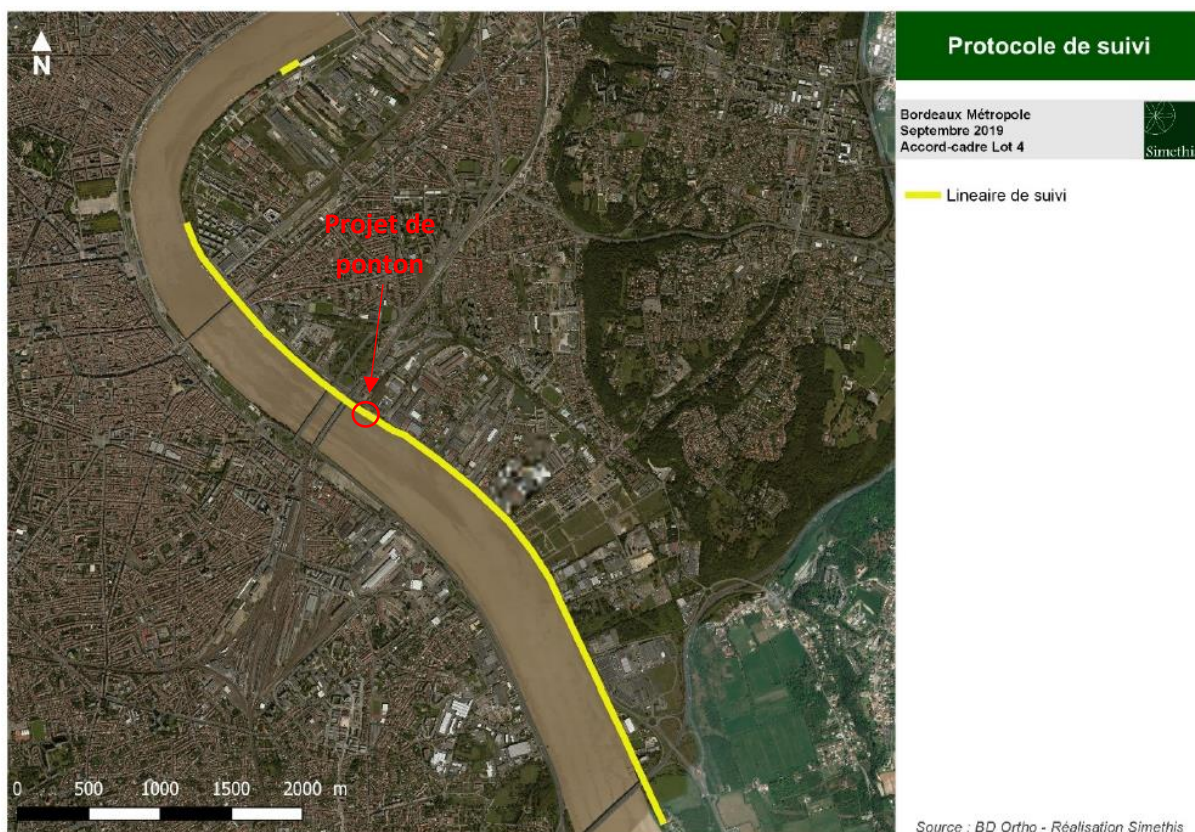 N
Projet de
ponton
0 500 1000 1500 2000 m
Protocole de suivi
Bordeaux Métropole
Septembre 2019
Accord-cadre Lot 4
Simethis
Lineaire de suivi
Source : BD Ortho - Réalisation Simethis